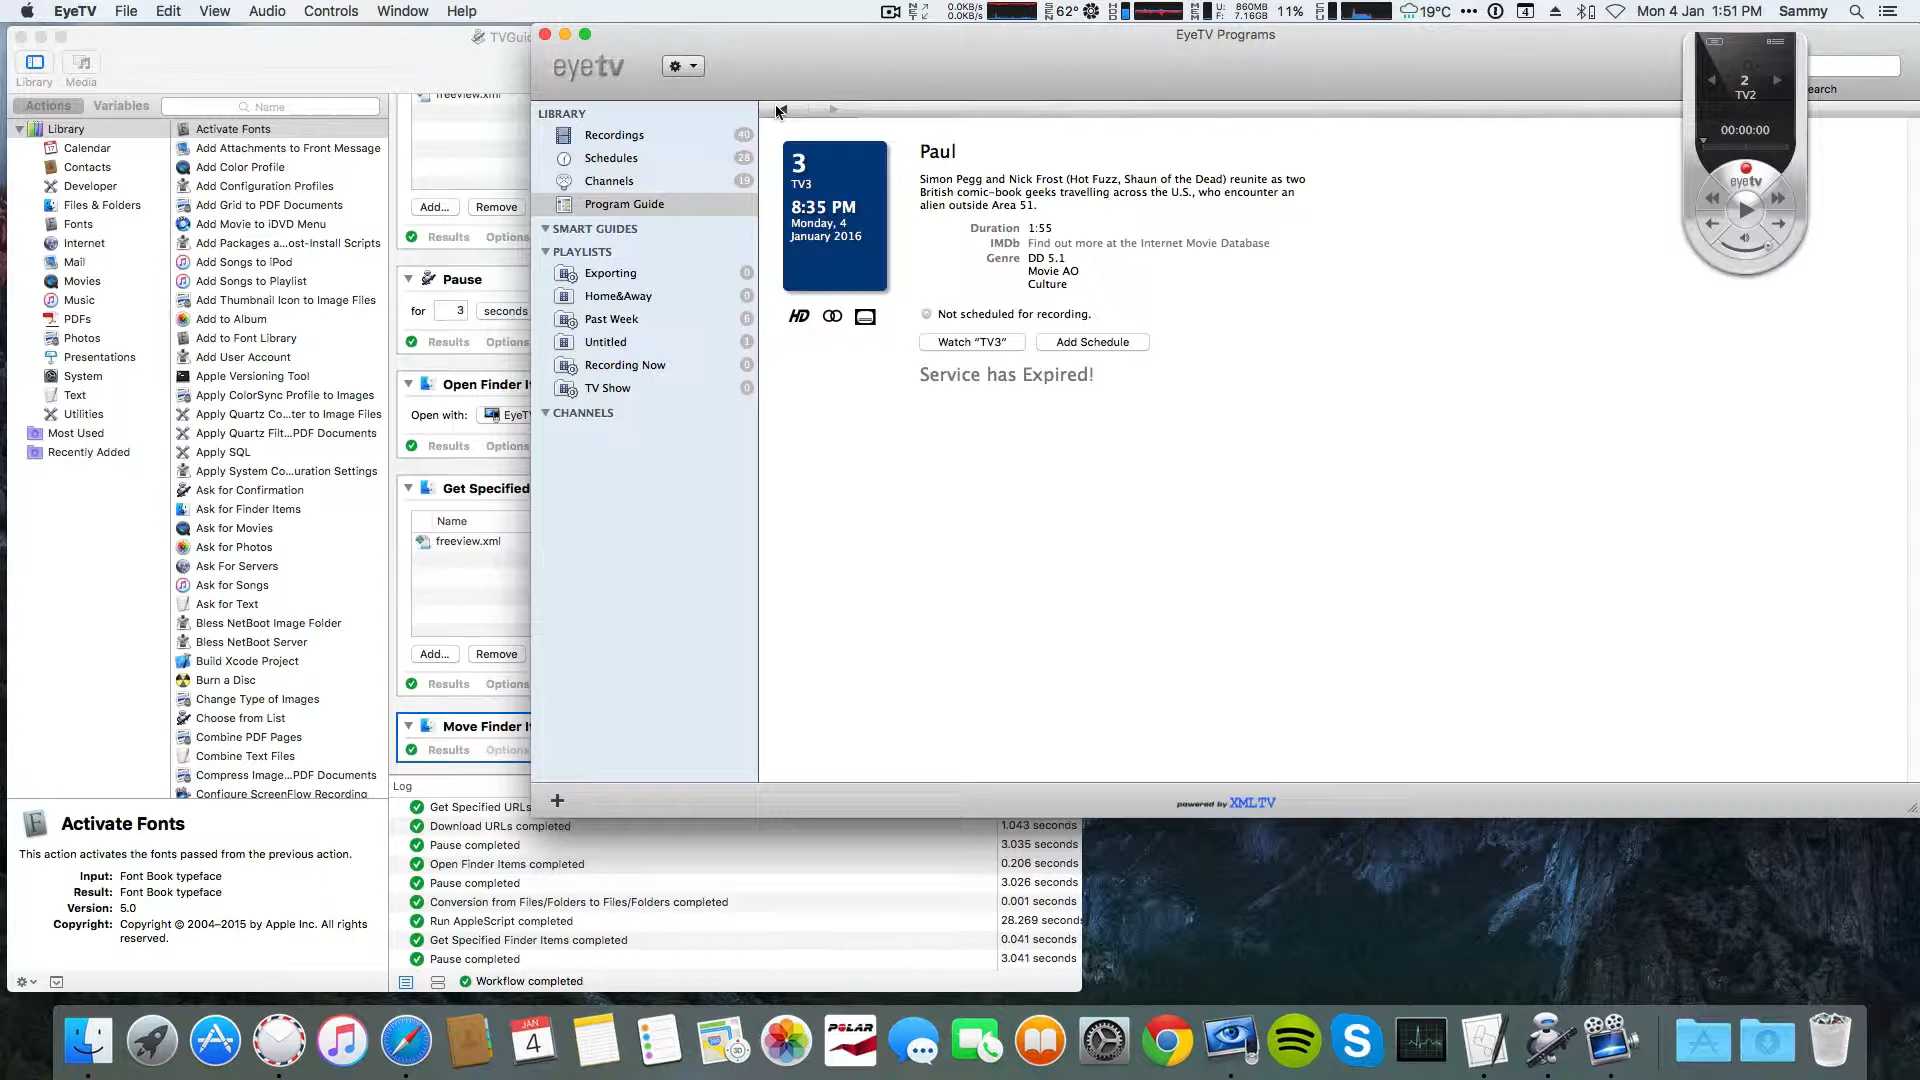 EyeTV File Edit View Audio Controls Window Help
0.0KB/s
0.0KB/s
62°
U: 860MB
F: 7.16GB
11%
19°C
4
Mon 4 Jan 1:51 PM Sammy
TVGuid
Library Media
Actions Variables
Name
Library
Calendar
Contacts
Developer
Files & Folders
Fonts
Internet
Mail
Movies
Music
PDFs
Photos
Presentations
System
Text
Utilities
Most Used
Recently Added
Activate Fonts
Add Attachments to Front Message
Add Color Profile
Add Configuration Profiles
Add Grid to PDF Documents
Add Movie to iDVD Menu
Add Packages a...ost-Install Scripts
Add Songs to iPod
Add Songs to Playlist
Add Thumbnail Icon to Image Files
Add to Album
Add to Font Library
Add User Account
Apple Versioning Tool
Apply ColorSync Profile to Images
Apply Quartz Co...ter to Image Files
Apply Quartz Filt...PDF Documents
Apply SQL
Apply System Co...uration Settings
Ask for Confirmation
Ask for Finder Items
Ask for Movies
Ask for Photos
Ask For Servers
Ask for Songs
Ask for Text
Bless NetBoot Image Folder
Bless NetBoot Server
Build Xcode Project
Burn a Disc
Change Type of Images
Choose from List
Combine PDF Pages
Combine Text Files
Compress Image...PDF Documents
Configure ScreenFlow Recording
Activate Fonts
This action activates the fonts passed from the previous action.
Input: Font Book typeface
Result: Font Book typeface
Version: 5.0
Copyright: Copyright © 2004–2015 by Apple Inc. All rights
reserved.
freeview.xml
Add... Remove
Results Options
Pause
for 3 seconds
Results
Open Finder It
Open with: EyeTV
Results Options
Get Specified
Name
freeview.xml
Add... Remove
Results Options
Move Finder It
Results Options
Log
Get Specified URLs
Download URLs completed 1.043 seconds
Pause completed 3.035 seconds
Open Finder Items completed 0.206 seconds
Pause completed 3.026 seconds
Conversion from Files/Folders to Files/Folders completed 0.001 seconds
Run AppleScript completed 28.269 seconds
Get Specified Finder Items completed 0.041 seconds
Pause completed 3.041 seconds
Workflow completed
EyeTV Programs
eyetv
LIBRARY
Recordings 40
Schedules 28
Channels 19
Program Guide
SMART GUIDES
PLAYLISTS
Exporting 0
Home&Away 0
Past Week 6
Untitled 1
Recording Now 0
TV Show 0
CHANNELS
+
3
TV3
8:35 PM
Monday, 4
January 2016
HD
Paul
Simon Pegg and Nick Frost (Hot Fuzz, Shaun of the Dead) reunite as two
British comic-book geeks travelling across the U.S., who encounter an
alien outside Area 51.
Duration 1:55
IMDb Find out more at the Internet Movie Database
Genre DD 5.1
Movie AO
Culture
Not scheduled for recording.
Watch "TV3" Add Schedule
Service has Expired!
powered by XMLTV
earch
2
TV2
00:00:00
eyetv
POLAR
JAN
4
3D